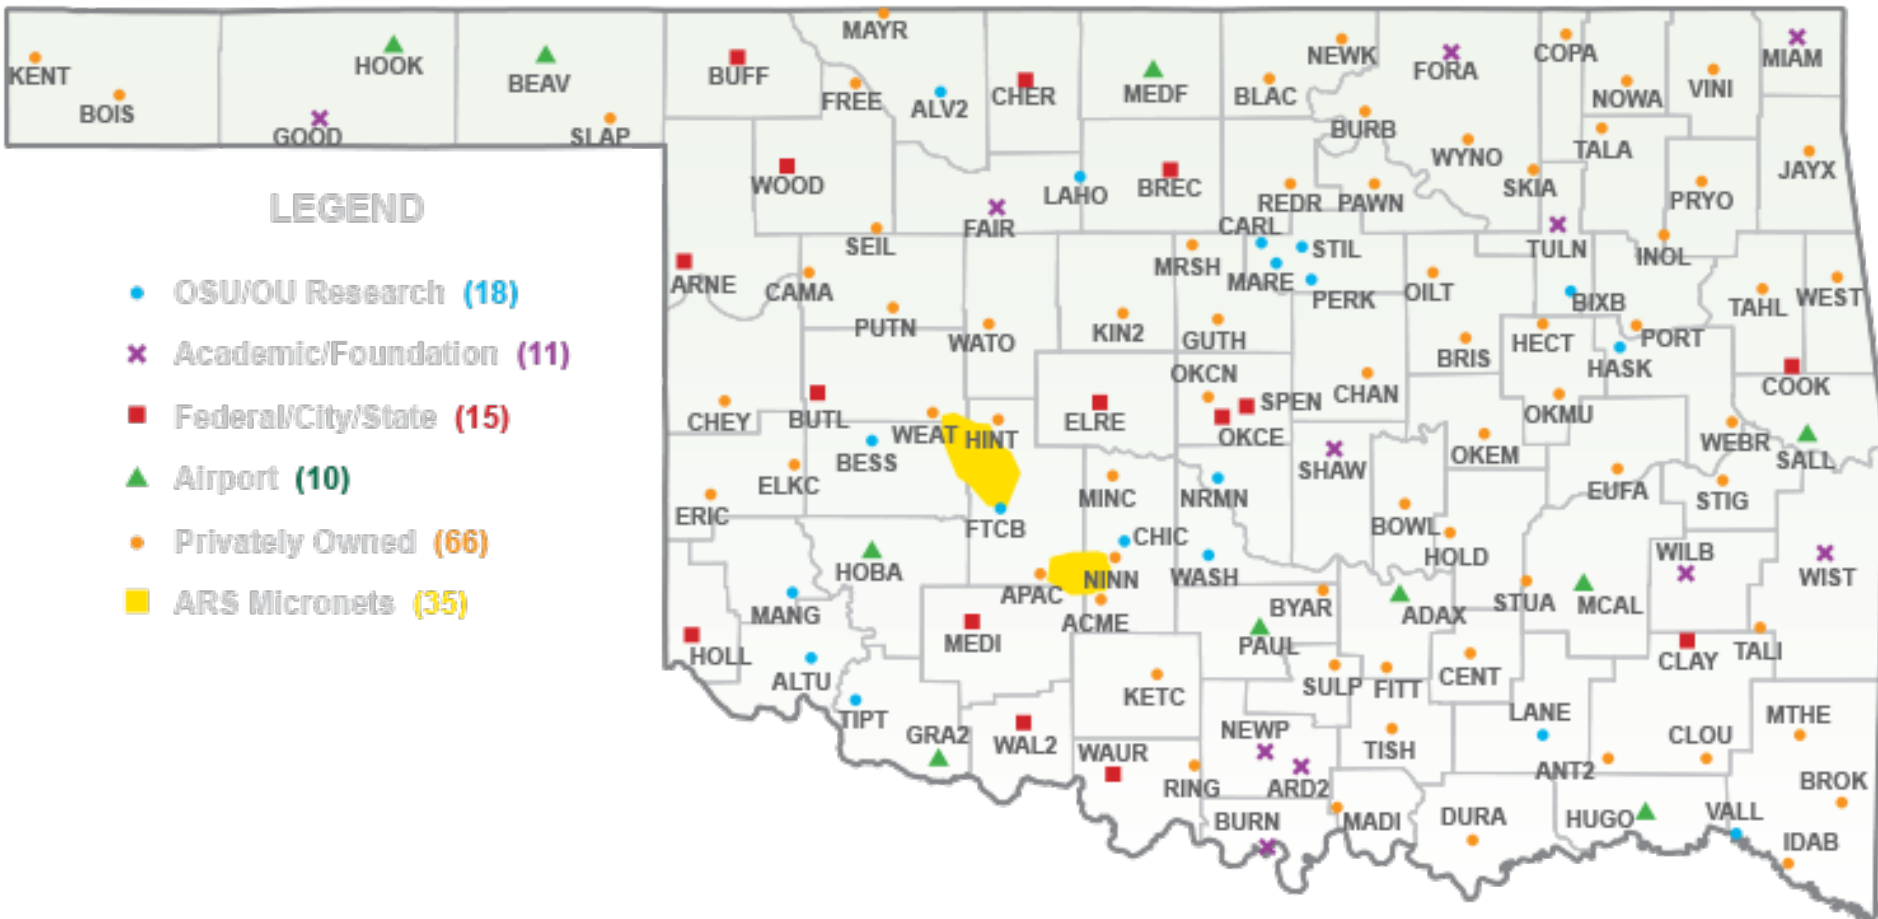 MAYR
NEWK
COPA
MIAM
KENT
HOOK
BEAV
BUFF
FORA
BOIS
FREE
ALV2
CHER
MEDF
BLAC
NOWA
VINI
GOOD
SLAP
BURB
WYNO
TALA
JAYX
WOOD
LAHO
BREC
REDR
PAWN
SKIA
PRYO
LEGEND
FAIR
CARL
SEIL
MRSH
STIL
TULN
INOL
ARNE
CAMA
MARE
PERK
OILT
BIXB
TAHL
WEST
OSU/OU Research (18)
PUTN
WATO
KIN2
GUTH
BRIS
HECT
PORT
Academic/Foundation (11)
OKCN
HASK
COOK
CHEY
BUTL
ELRE
SPEN
CHAN
OKMU
Federal/City/State (15)
WEAT
HINT
OKCE
WEBR
BESS
SHAW
OKEM
SALL
Airport (10)
ELKC
MINC
NRMN
EUFA
STIG
ERIC
FTCB
CHIC
BOWL
HOLD
Privately Owned (66)
HOBA
NINN
WASH
WILB
WIST
ARS Micronets (35)
MANG
APAC
ACME
BYAR
ADAX
STUA
MCAL
HOLL
MEDI
PAUL
CLAY
TALI
ALTU
KETC
SULP
FITT
CENT
TIPT
GRA2
WAL2
WAUR
NEWP
TISH
LANE
CLOU
MTHE
RING
ARD2
ANT2
BROK
BURN
MADI
DURA
HUGO
VALL
IDAB